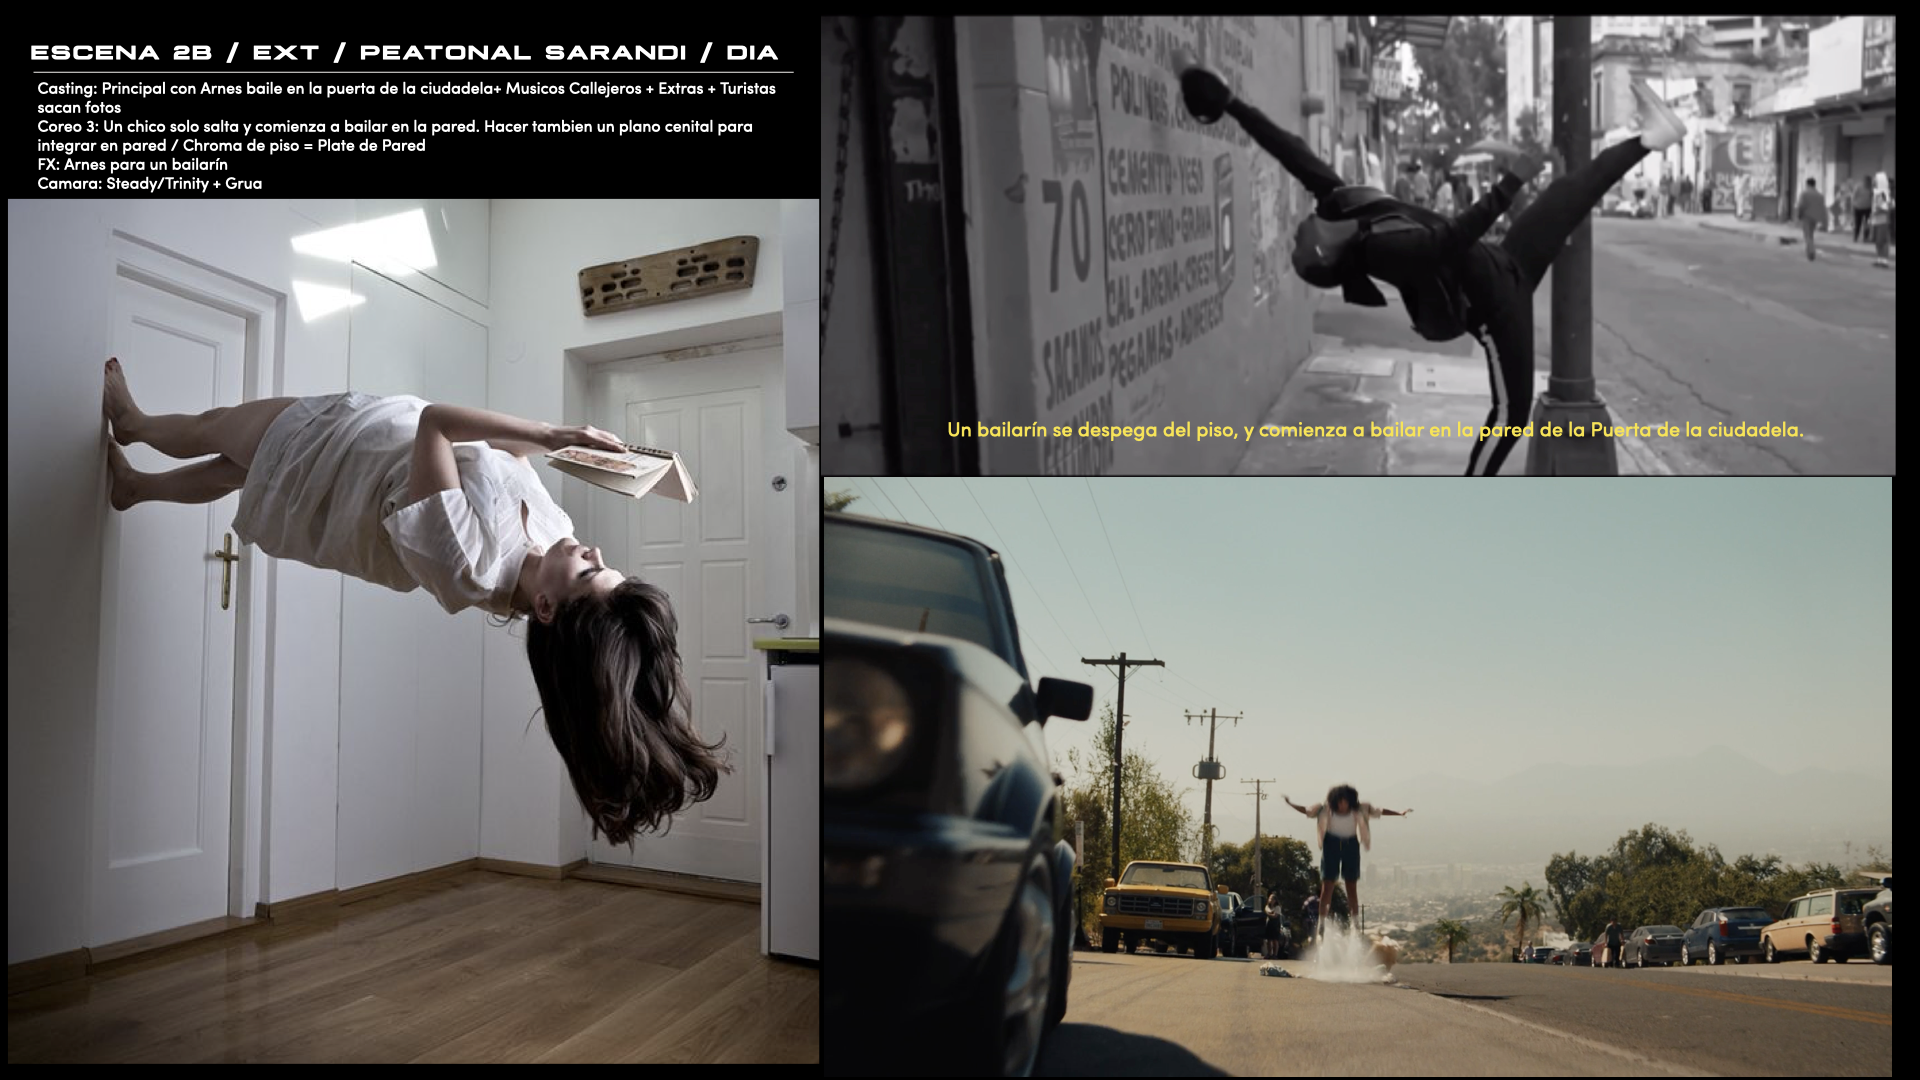 ESCENA 2B / EXT / PEATONAL SARANDI / DIA
Casting: Principal con Arnes baile en la puerta de la ciudadela+ Musicos Callejeros + Extras + Turistas
sacan fotos
Coreo 3: Un chico solo salta y comienza a bailar en la pared. Hacer tambien un plano cenital para
integrar en pared / Chroma de piso = Plate de Pared
FX: Arnes para un bailarín
Camara: Steady/Trinity + Grua
POLINES
CEMENTO·YESO
70
CERO FINO·GRAVA
CAL·ARENA·CREST
SACAMOS
PEGAMAS
Un bailarín se despega del piso, y comienza a bailar en la pared de la Puerta de la ciudadela.